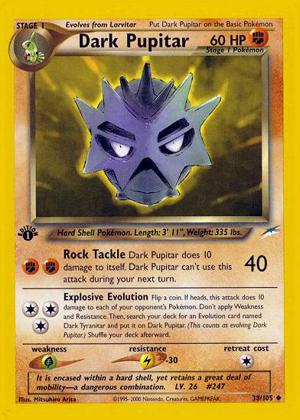 STAGE 1 Evolves from Larvitar Put Dark Pupitar on the Basic Pokémon
Dark Pupitar 60 HP
Stage 1 Pokémon
Hard Shell Pokémon. Length: 3' 11", Weight: 335 lbs.
EDITION
1
Rock Tackle Dark Pupitar does 10
damage to itself. Dark Pupitar can't use this
attack during your next turn.
40
Explosive Evolution Flip a coin. If heads, this attack does 10
damage to each of your opponent's Pokémon. Don't apply Weakness
and Resistance. Then, search your deck for an Evolution card named
Dark Tyranitar and put it on Dark Pupitar. (This counts as evolving Dark
Pupitar.) Shuffle your deck afterward.
weakness resistance retreat cost
-30
It is encased within a hard shell, yet retains a great deal of
mobility—a dangerous combination. LV. 26 #247
Illus. Mitsuhiro Arita ©1995-2000 Nintendo, CREATURES, GAMEFREAK. 38/105